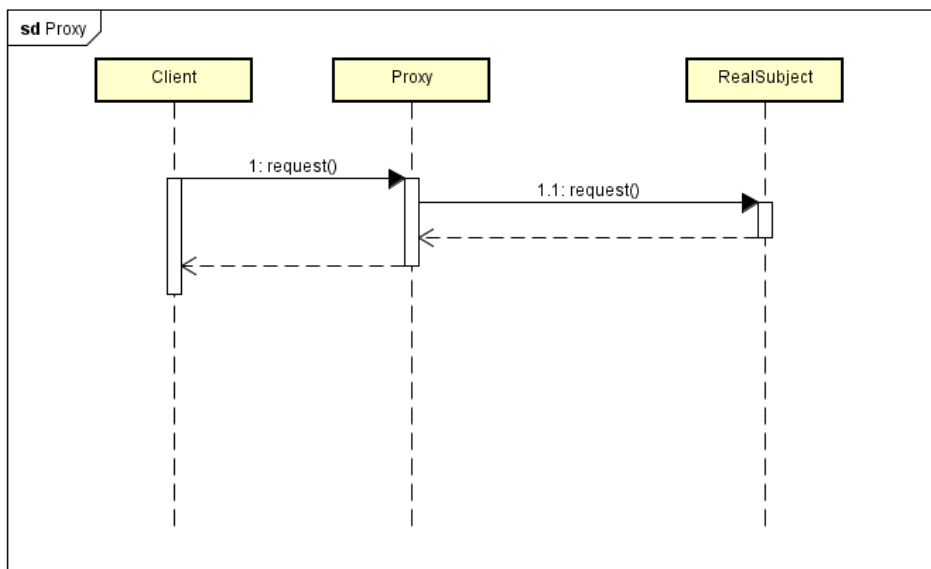 sd Proxy
Client
Proxy
RealSubject
1: request()
1.1: request()